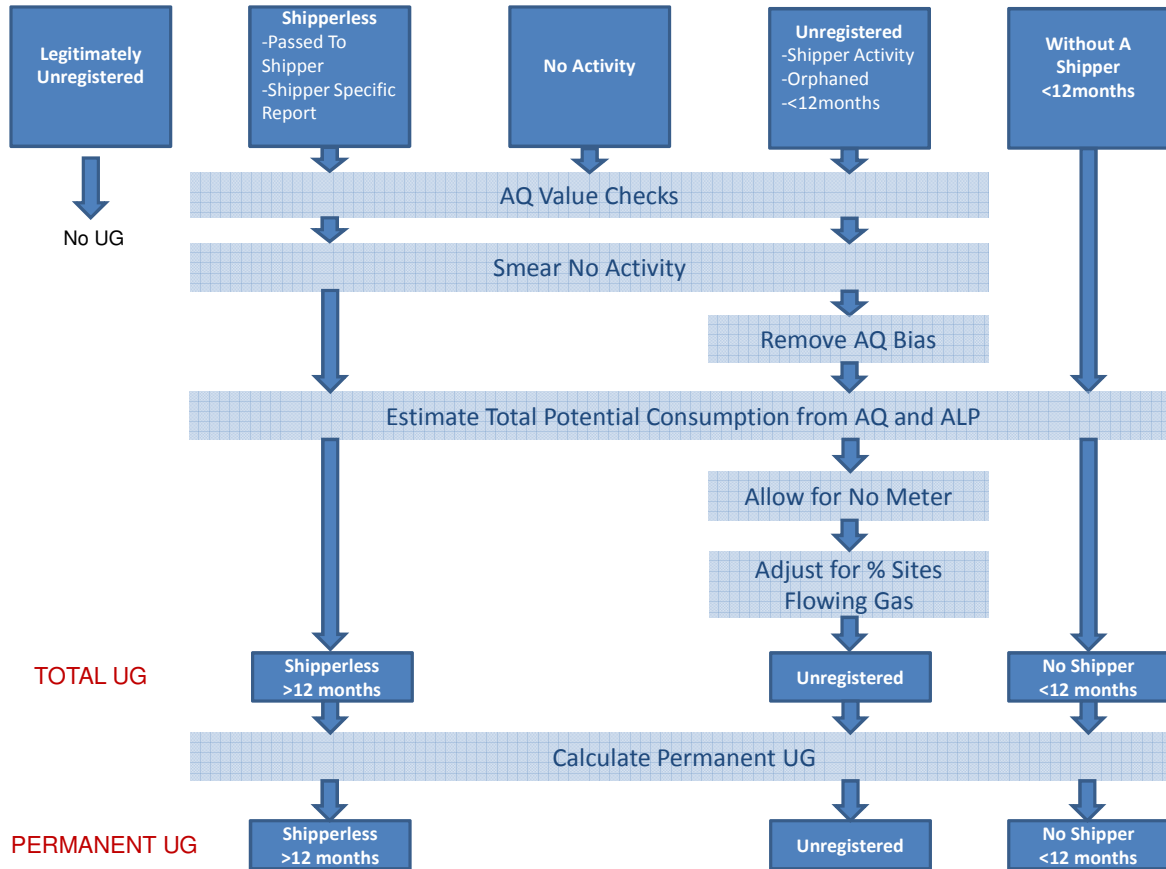 Legitimately
Unregistered
Shipperless
-Passed To
Shipper
-Shipper Specific
Report
No Activity
Unregistered
-Shipper Activity
-Orphaned
-<12months
Without A
Shipper
<12months
No UG
AQ Value Checks
Smear No Activity
Remove AQ Bias
Estimate Total Potential Consumption from AQ and ALP
Allow for No Meter
Adjust for % Sites
Flowing Gas
TOTAL UG
Shipperless
>12 months
Unregistered
No Shipper
<12 months
Calculate Permanent UG
PERMANENT UG
Shipperless
>12 months
Unregistered
No Shipper
<12 months